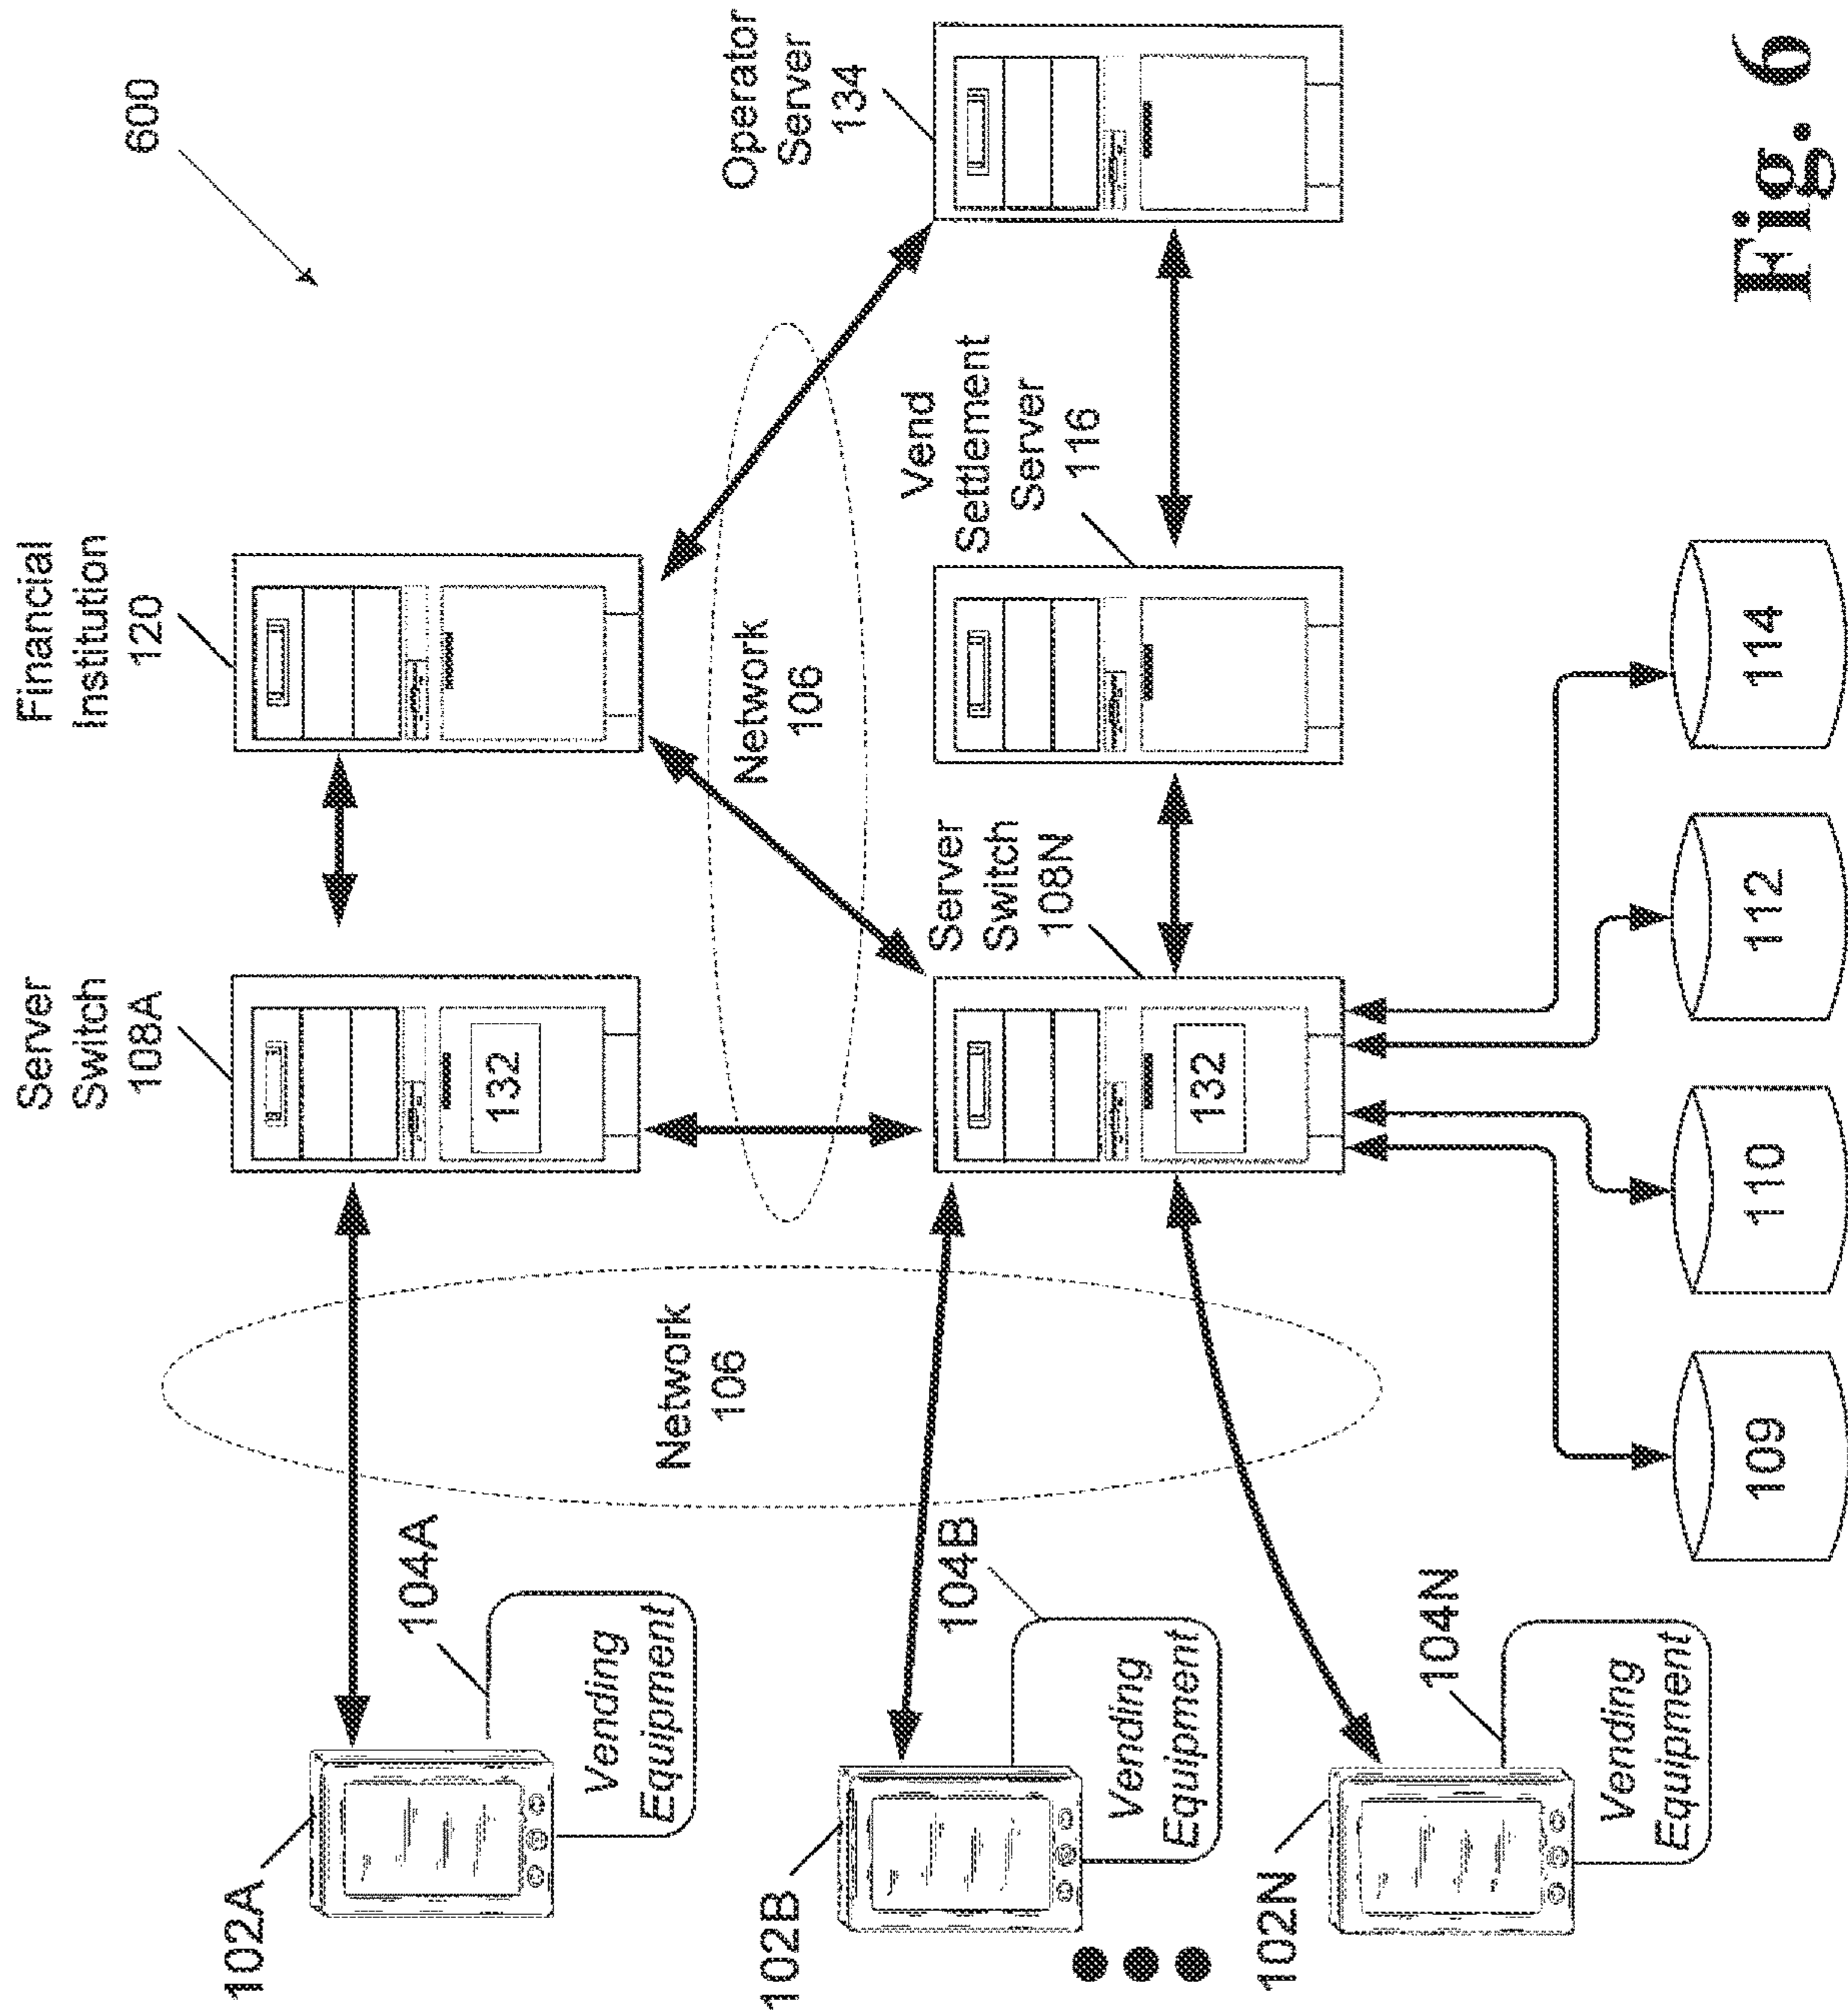 600
Server
Switch
108A
Financial
Institution
120
Operator
Server
134
102A
104A
Vending
Equipment
132
Network
106
Network
106
Server
Switch
108N
Vend
Settlement
Server
116
102B
104B
Vending
Equipment
132
102N
104N
Vending
Equipment
109
110
112
114
Fig. 6